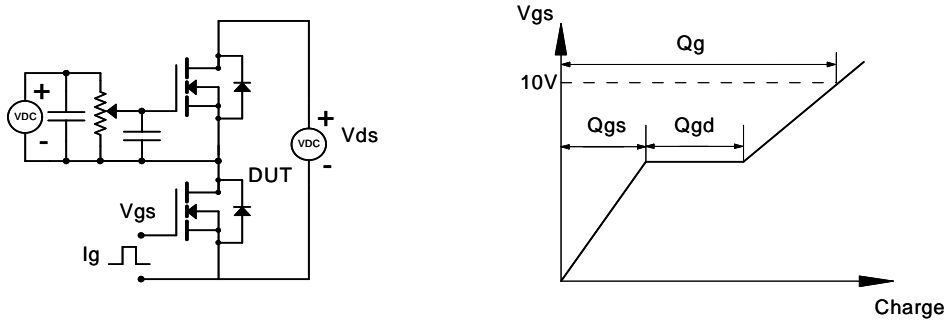 +
VDC
-
Vgs
Ig
DUT
+
VDC
-
Vds
Vgs
Qg
10V
Qgs
Qgd
Charge